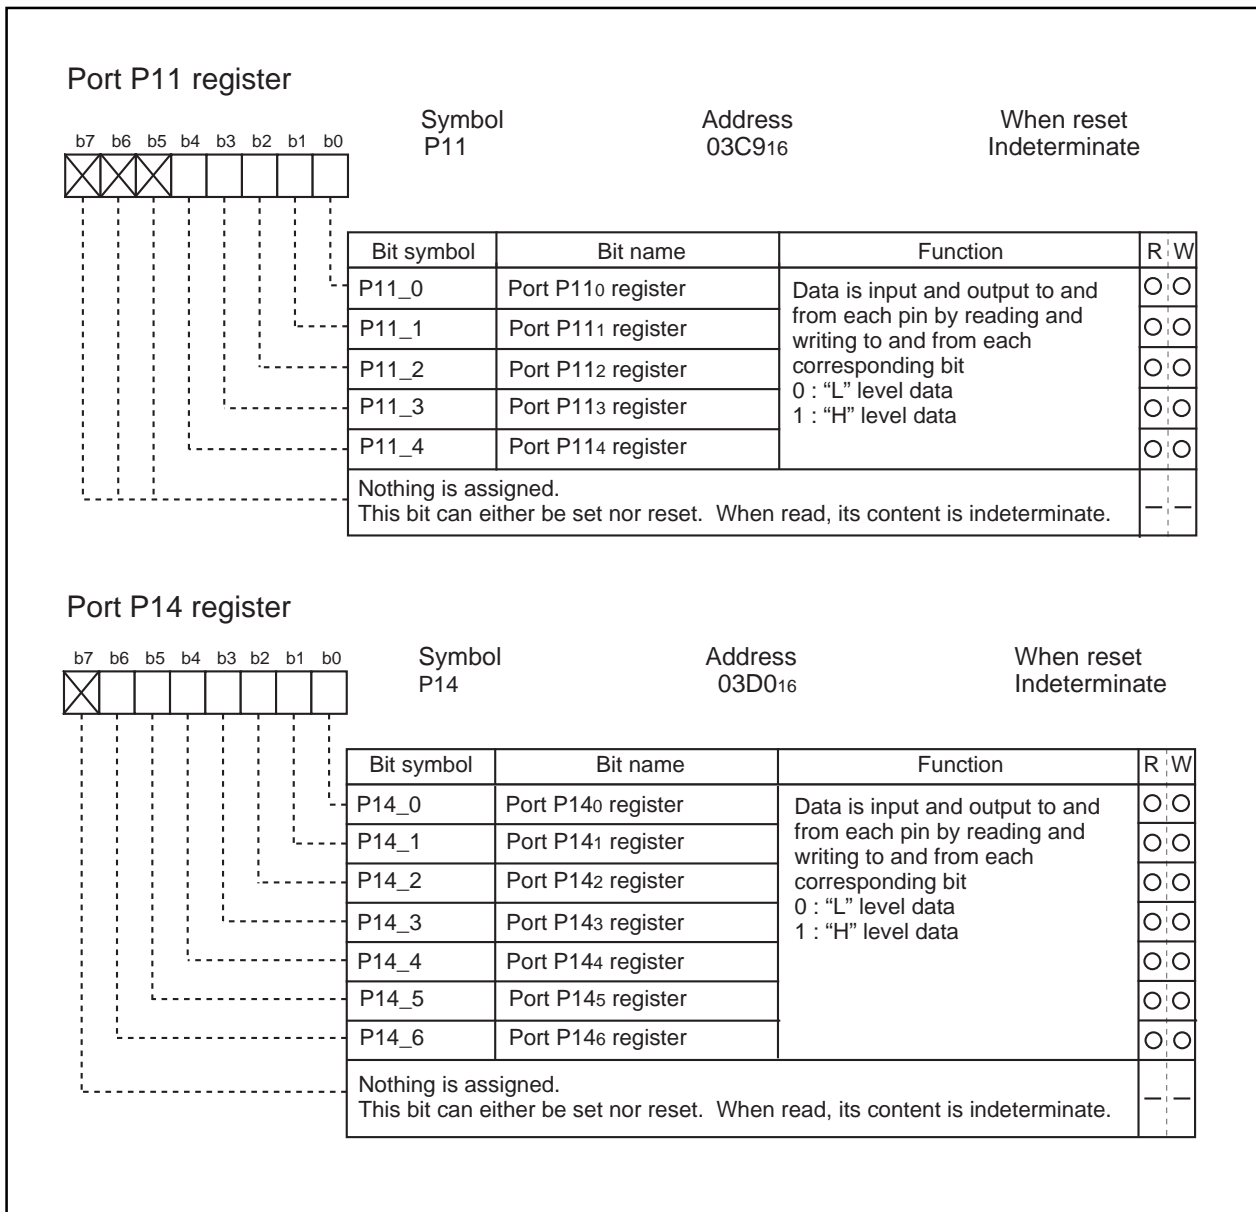 Port P11 register
Symbol Address When reset
P11 03C916 Indeterminate
b7 b6 b5 b4 b3 b2 b1 b0
Bit symbol Bit name Function R W
P11_0 Port P110 register Data is input and output to and
from each pin by reading and
P11_1 Port P111 register
writing to and from each
P11_2 Port P112 register corresponding bit
0 : “L” level data
P11_3 Port P113 register 1 : “H” level data
P11_4 Port P114 register
Nothing is assigned.
This bit can either be set nor reset. When read, its content is indeterminate.
Port P14 register
Symbol Address When reset
P14 03D016 Indeterminate
b7 b6 b5 b4 b3 b2 b1 b0
Bit symbol Bit name Function R W
P14_0 Port P140 register Data is input and output to and
from each pin by reading and
P14_1 Port P141 register
writing to and from each
P14_2 Port P142 register corresponding bit
0 : “L” level data
P14_3 Port P143 register 1 : “H” level data
P14_4 Port P144 register
P14_5 Port P145 register
P14_6 Port P146 register
Nothing is assigned.
This bit can either be set nor reset. When read, its content is indeterminate.